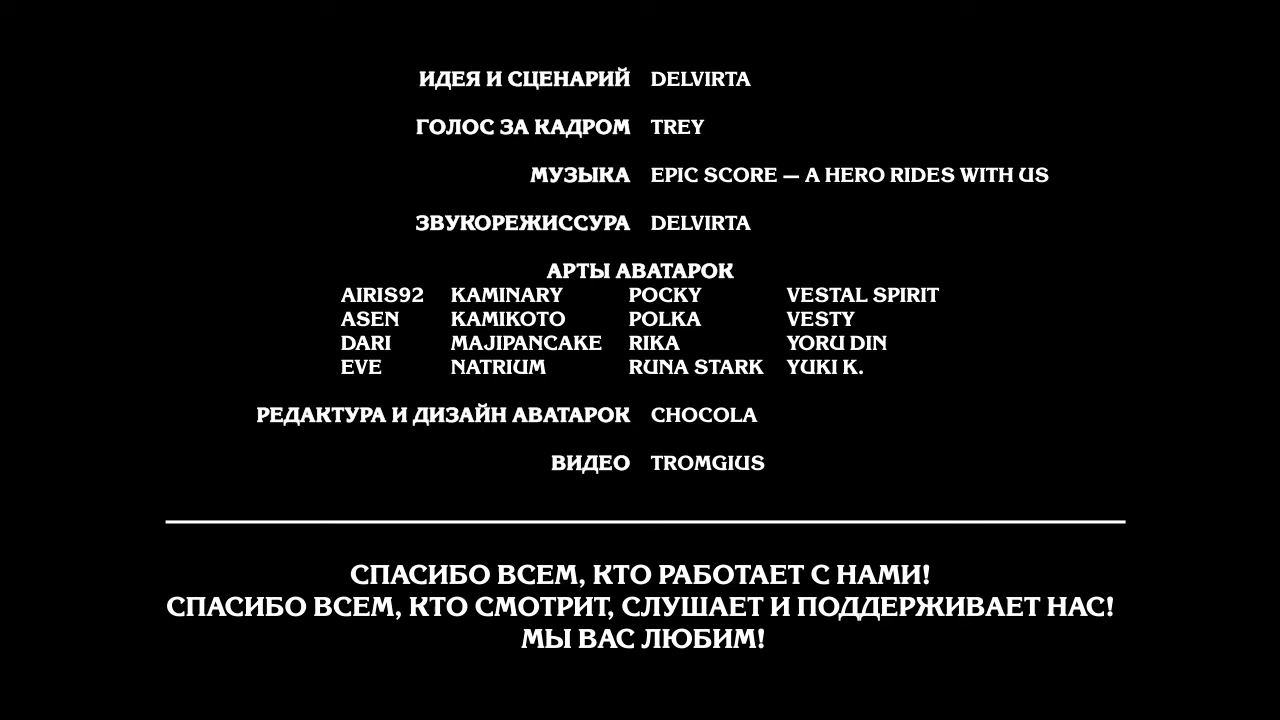 ИДЕЯ И СЦЕНАРИЙ DELVIRTA
ГОЛОС ЗА КАДРОМ TREY
МУЗЫКА EPIC SCORE — A HERO RIDES WITH US
ЗВУКОРЕЖИССУРА DELVIRTA
АРТЫ АВАТАРОК
AIRIS92 KAMINARY POCKY VESTAL SPIRIT
ASEN KAMIKOTO POLKA VESTY
DARI MAJIPANCAKE RIKA YORU DIN
EVE NATRIUM RUNA STARK YUKI K.
РЕДАКТУРА И ДИЗАЙН АВАТАРОК CHOCOLA
ВИДЕО TROMGIUS
СПАСИБО ВСЕМ, КТО РАБОТАЕТ С НАМИ!
СПАСИБО ВСЕМ, КТО СМОТРИТ, СЛУШАЕТ И ПОДДЕРЖИВАЕТ НАС!
МЫ ВАС ЛЮБИМ!